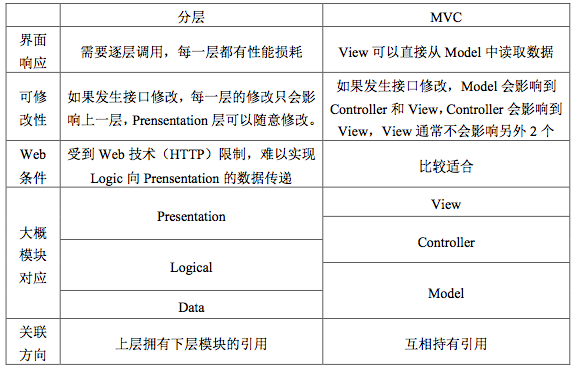 分层
MVC
界面
响应
需要逐层调用，每一层都有性能损耗
View 可以直接从 Model 中读取数据
可修
改性
如果发生接口修改，每一层的修改只会影
响上一层，Prensentation 层可以随意修改。
如果发生接口修改，Model 会影响到
Controller 和 View，Controller 会影响到
View，View 通常不会影响另外 2 个
Web
条件
受到 Web 技术（HTTP）限制，难以实现
Logic 向 Prensentation 的数据传递
比较适合
大概
模块
对应
Presentation
Logical
Data
View
Controller
Model
关联
方向
上层拥有下层模块的引用
互相持有引用